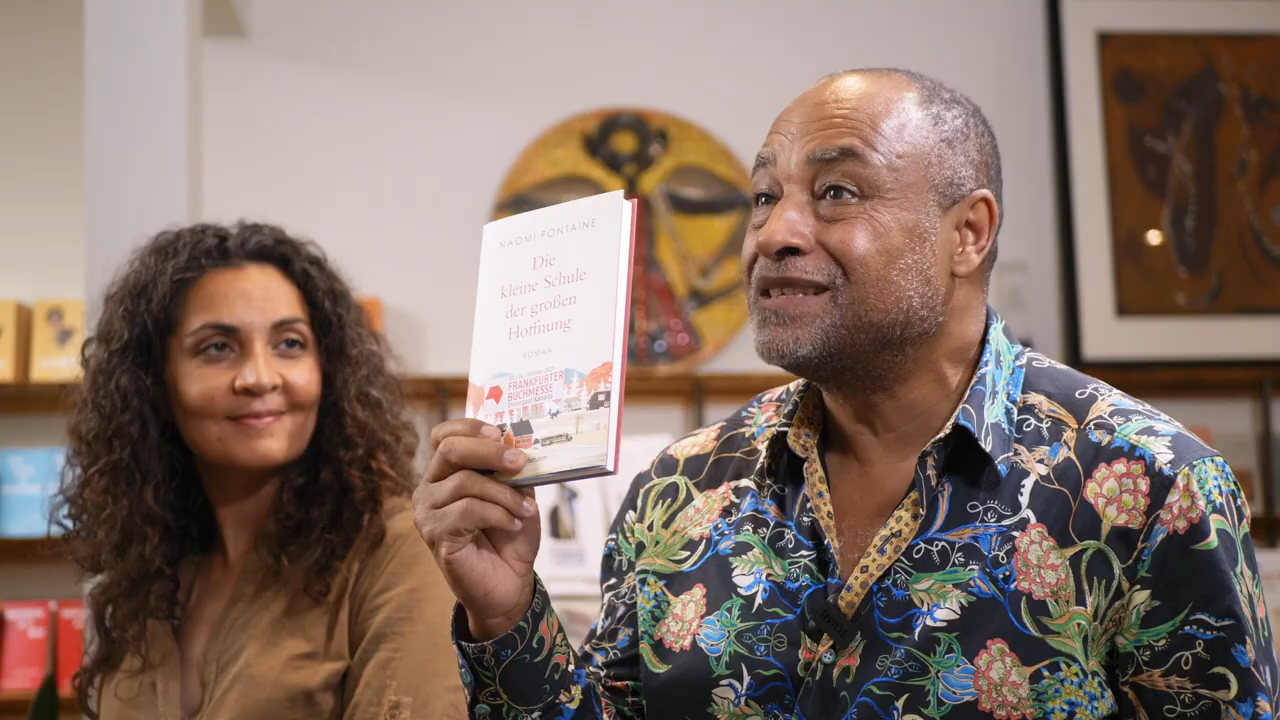 NAOMI FONTAINE
Die
kleine Schule
der großen
Hoffnung
ROMAN
FRANKFURTER
BUCHMESSE